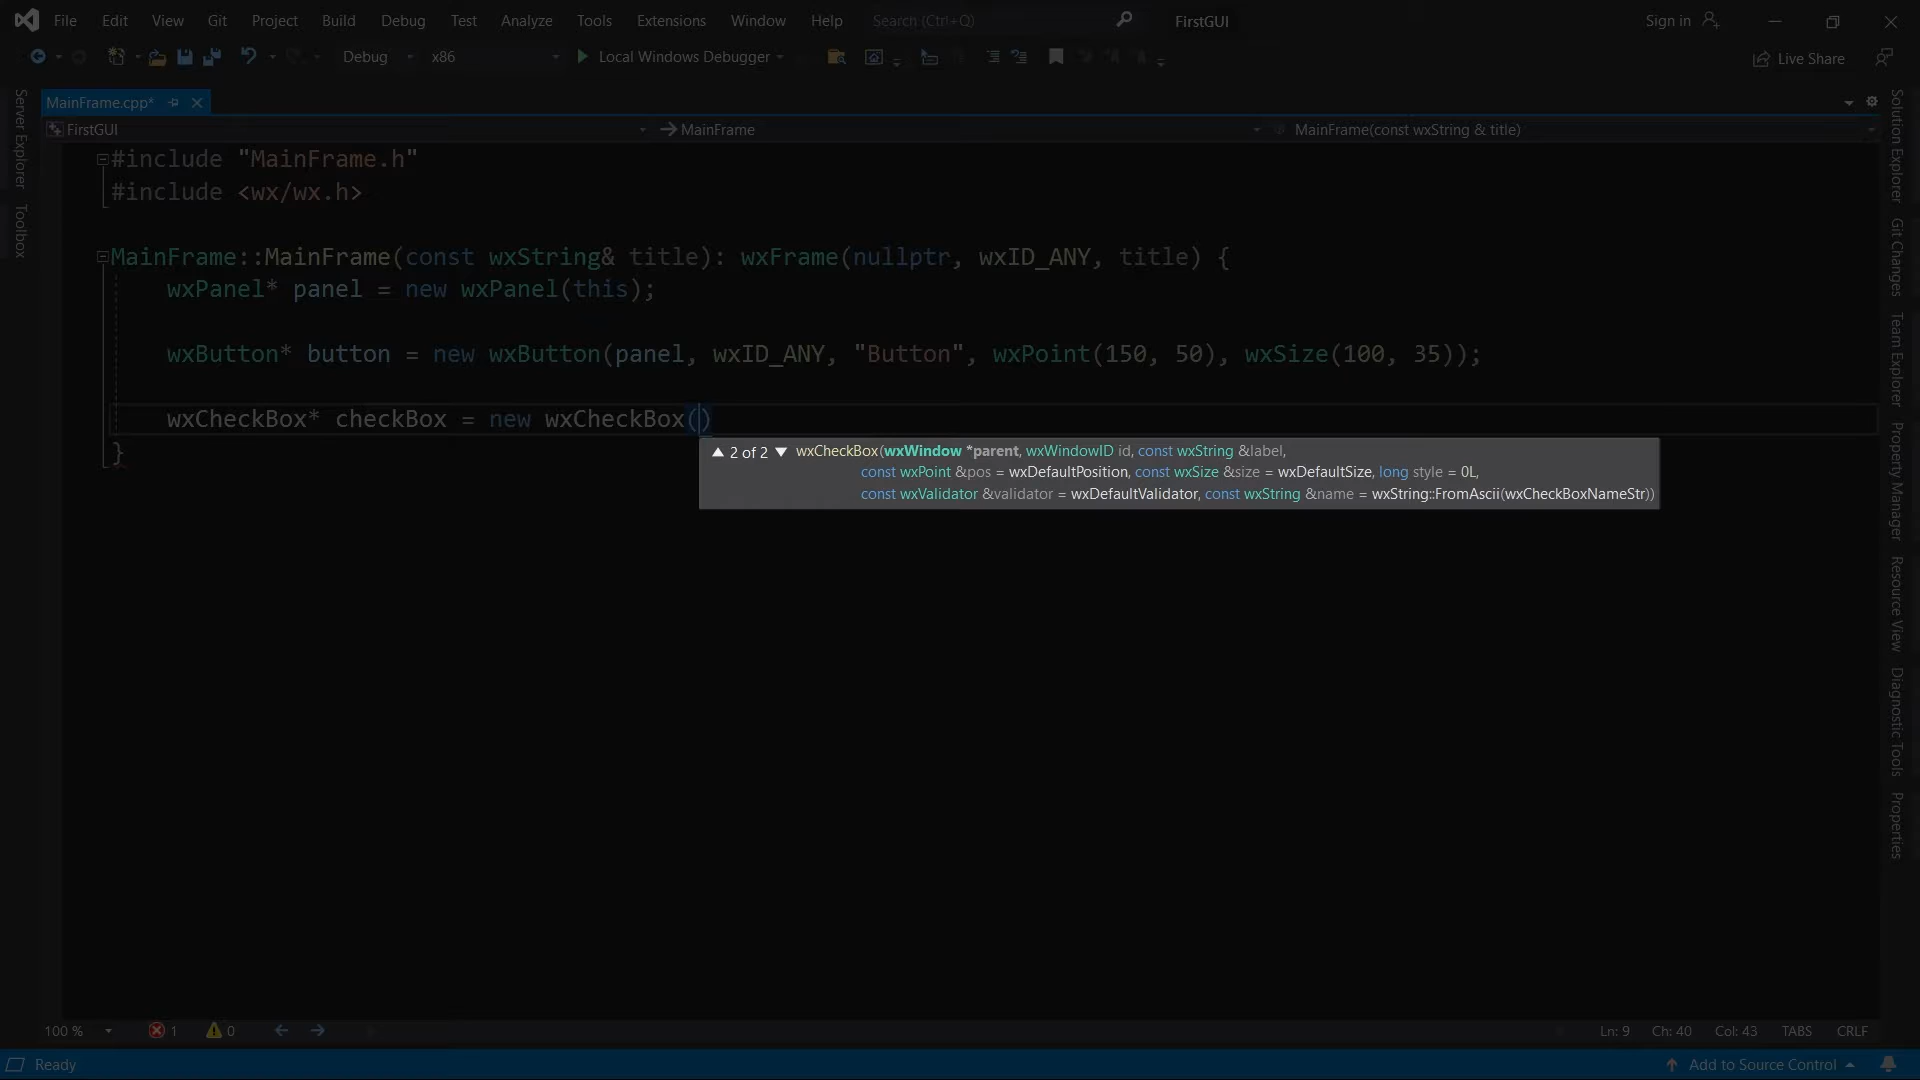 File Edit View Git Project Build Debug Test Analyze Tools Extensions Window Help Search (Ctrl+Q) FirstGUI Sign in
Debug x86 Local Windows Debugger Live Share
MainFrame.cpp*
FirstGUI MainFrame MainFrame(const wxString & title)
Server Explorer
Toolbox
#include "MainFrame.h"
#include <wx/wx.h>
MainFrame::MainFrame(const wxString& title): wxFrame(nullptr, wxID_ANY, title) {
wxPanel* panel = new wxPanel(this);
wxButton* button = new wxButton(panel, wxID_ANY, "Button", wxPoint(150, 50), wxSize(100, 35));
wxCheckBox* checkBox = new wxCheckBox()
}
▲ 2 of 2 ▼ wxCheckBox(wxWindow *parent, wxWindowID id, const wxString &label,
const wxPoint &pos = wxDefaultPosition, const wxSize &size = wxDefaultSize, long style = 0L,
const wxValidator &validator = wxDefaultValidator, const wxString &name = wxString::FromAscii(wxCheckBoxNameStr))
Solution Explorer
Git Changes
Team Explorer
Property Manager
Resource View
Diagnostic Tools
Properties
100 % 1 0 Ln: 9 Ch: 40 Col: 43 TABS CRLF
Ready Add to Source Control